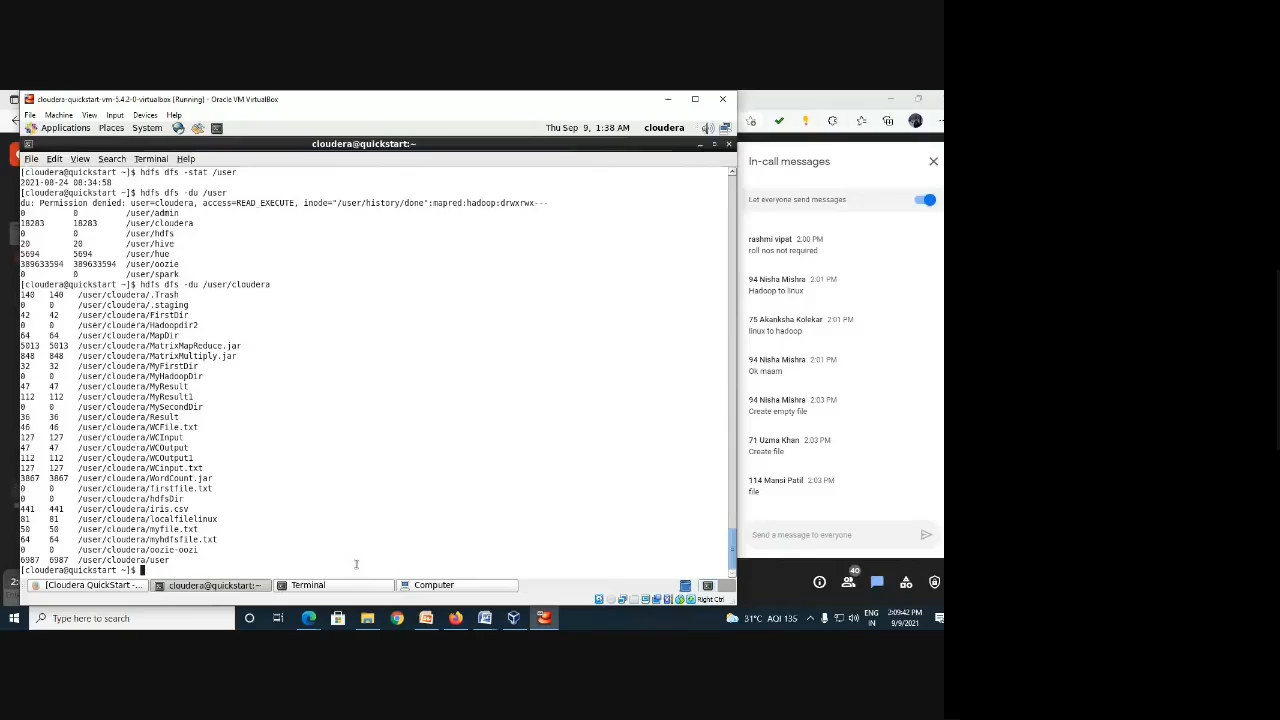 cloudera-quickstart-vm-5.4.2-0-virtualbox [Running] - Oracle VM VirtualBox
File Machine View Input Devices Help
Applications Places System Thu Sep 9, 1:38 AM cloudera
cloudera@quickstart:~
File Edit View Search Terminal Help
[cloudera@quickstart ~]$ hdfs dfs -stat /user
2021-08-24 08:34:58
[cloudera@quickstart ~]$ hdfs dfs -du /user
du: Permission denied: user=cloudera, access=READ_EXECUTE, inode="/user/history/done":mapred:hadoop:drwxrwx---
0 0 /user/admin
18283 18283 /user/cloudera
0 0 /user/hdfs
20 20 /user/hive
5694 5694 /user/hue
389633594 389633594 /user/oozie
0 0 /user/spark
[cloudera@quickstart ~]$ hdfs dfs -du /user/cloudera
140 140 /user/cloudera/.Trash
0 0 /user/cloudera/.staging
42 42 /user/cloudera/FirstDir
0 0 /user/cloudera/Hadoopdir2
64 64 /user/cloudera/MapDir
5013 5013 /user/cloudera/MatrixMapReduce.jar
848 848 /user/cloudera/MatrixMultiply.jar
32 32 /user/cloudera/MyFirstDir
0 0 /user/cloudera/MyHadoopDir
47 47 /user/cloudera/MyResult
112 112 /user/cloudera/MyResult1
0 0 /user/cloudera/MySecondDir
36 36 /user/cloudera/Result
46 46 /user/cloudera/WCFile.txt
127 127 /user/cloudera/WCInput
47 47 /user/cloudera/WCOutput
112 112 /user/cloudera/WCOutput1
127 127 /user/cloudera/WCinput.txt
3867 3867 /user/cloudera/WordCount.jar
0 0 /user/cloudera/firstfile.txt
0 0 /user/cloudera/hdfsDir
441 441 /user/cloudera/iris.csv
81 81 /user/cloudera/localfilelinux
50 50 /user/cloudera/myfile.txt
64 64 /user/cloudera/myhdfsfile.txt
0 0 /user/cloudera/oozie-oozi
6987 6987 /user/cloudera/user
[cloudera@quickstart ~]$
[Cloudera QuickStart -... cloudera@quickstart:~ Terminal Computer
Right Ctrl
In-call messages
Let everyone send messages
rashmi vipat 2:00 PM
roll nos not required
94 Nisha Mishra 2:01 PM
Hadoop to linux
75 Akanksha Kolekar 2:01 PM
linux to hadoop
94 Nisha Mishra 2:01 PM
Ok maam
94 Nisha Mishra 2:03 PM
Create empty file
71 Uzma Khan 2:03 PM
Create file
114 Mansi Patil 2:03 PM
file
Send a message to everyone
40
Type here to search
31°C AQI 135
ENG
IN
2:09:42 PM
9/9/2021